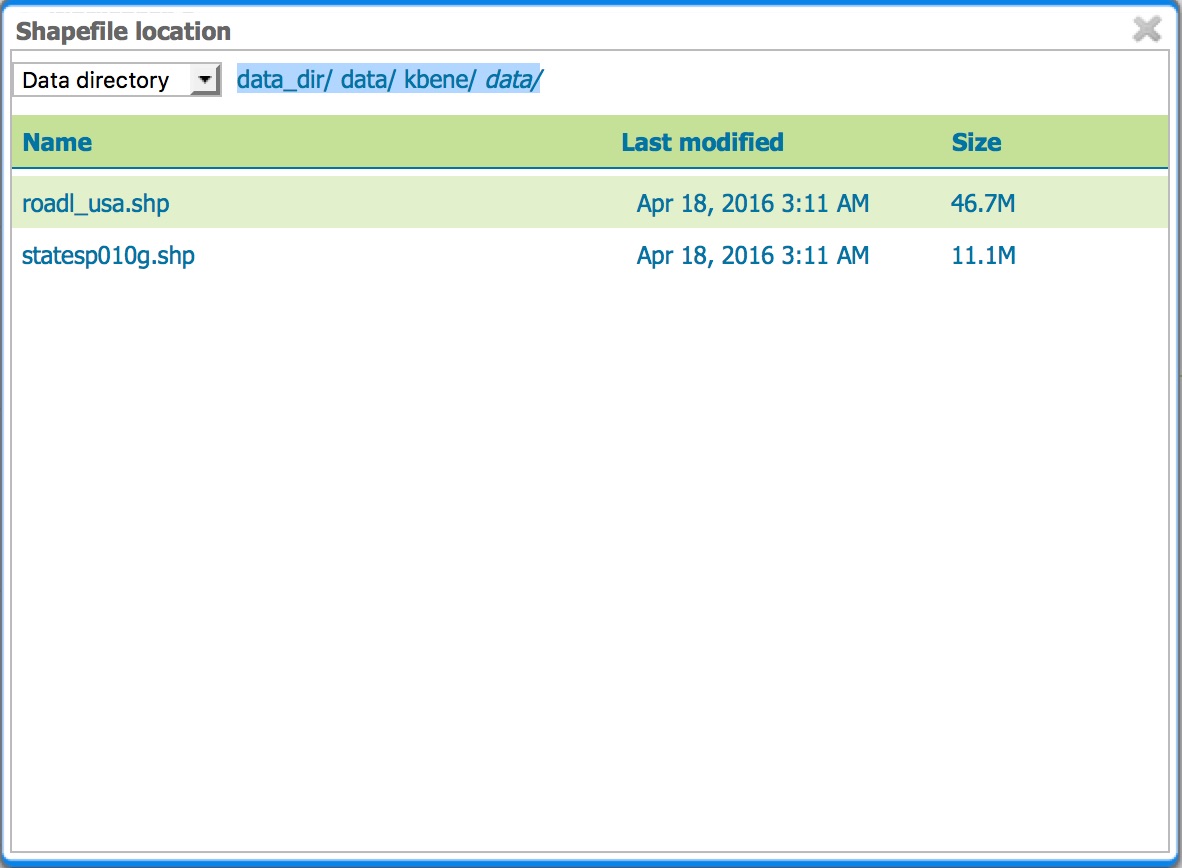 Shapefile location
Data directory data_dir/ data/ kbene/ data/
Name Last modified Size
roadl_usa.shp Apr 18, 2016 3:11 AM 46.7M
statesp010g.shp Apr 18, 2016 3:11 AM 11.1M